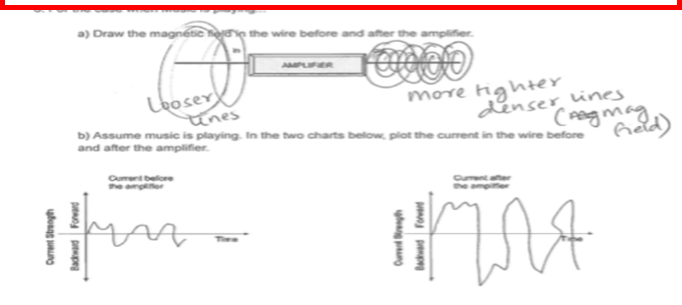 a) Draw the magnetic field in the wire before and after the amplifier.
in
AMPLIFIER
Looser
lines
more tighter
denser lines
(mag
field)
b) Assume music is playing. In the two charts below, plot the current in the wire before
and after the amplifier.
Current before
the amplifier
Current Strength
Backward Forward
Time
Current after
the amplifier
Current Strength
Backward Forward
Time